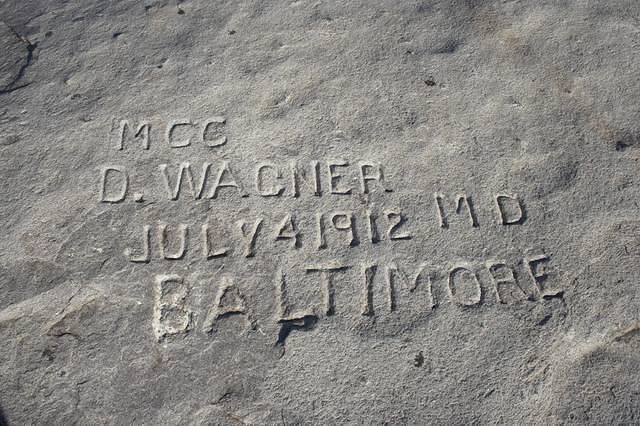 MCC
D. WAGNER
JULY 4 1912 MD
BALTIMORE